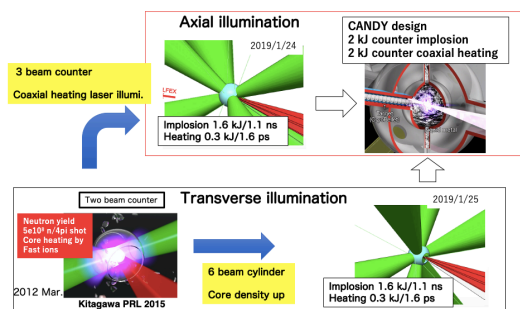 Axial illumination
2019/1/24
CANDY design
2 kJ counter implosion
2 kJ counter coaxial heating
3 beam counter
Coaxial heating laser illumi.
LFEX
Implosion 1.6 kJ/1.1 ns
Heating 0.3 kJ/1.6 ps
Two beam counter
Transverse illumination
2019/1/25
Neutron yield
5e10⁹ n/4pi shot
Core heating by
Fast ions
2012 Mar.
Kitagawa PRL 2015
6 beam cylinder
Core density up
Implosion 1.6 kJ/1.1 ns
Heating 0.3 kJ/1.6 ps